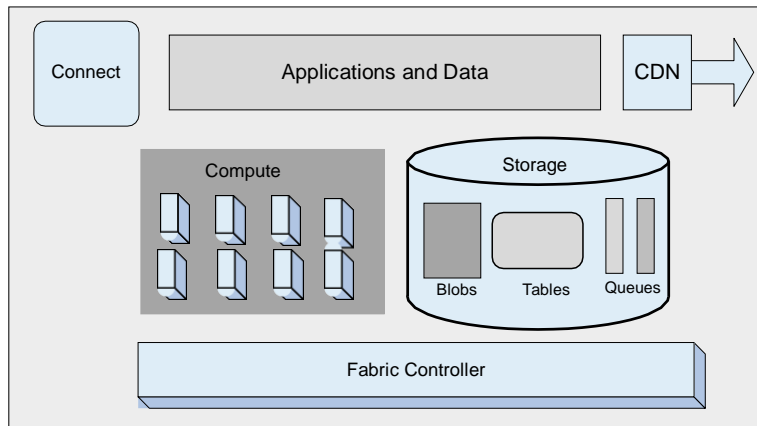 Connect
Applications and Data
CDN
Compute
Storage
Blobs
Tables
Queues
Fabric Controller